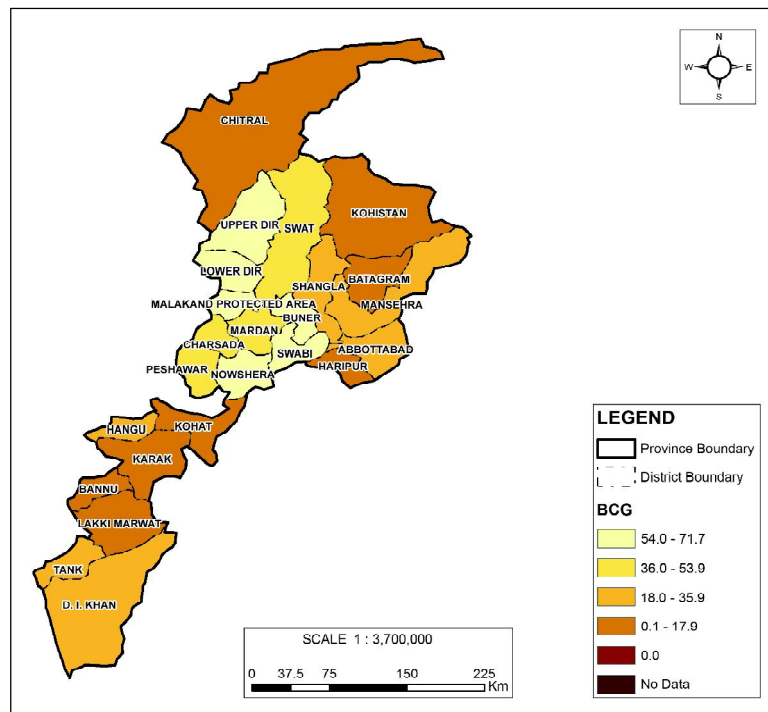 N
W E
S
CHITRAL
KOHISTAN
UPPER DIR
SWAT
LOWER DIR
BATAGRAM
SHANGLA
MALAKAND PROTECTED AREA
MANSEHRA
BUNER
MARDAN
CHARSADA
SWABI
ABBOTTABAD
HARIPUR
PESHAWAR
NOWSHERA
HANGU
KOHAT
KARAK
BANNU
LAKKI MARWAT
TANK
D. I. KHAN
LEGEND
Province Boundary
District Boundary
BCG
54.0 - 71.7
36.0 - 53.9
18.0 - 35.9
0.1 - 17.9
0.0
No Data
SCALE 1 : 3,700,000
0 37.5 75 150 225
Km